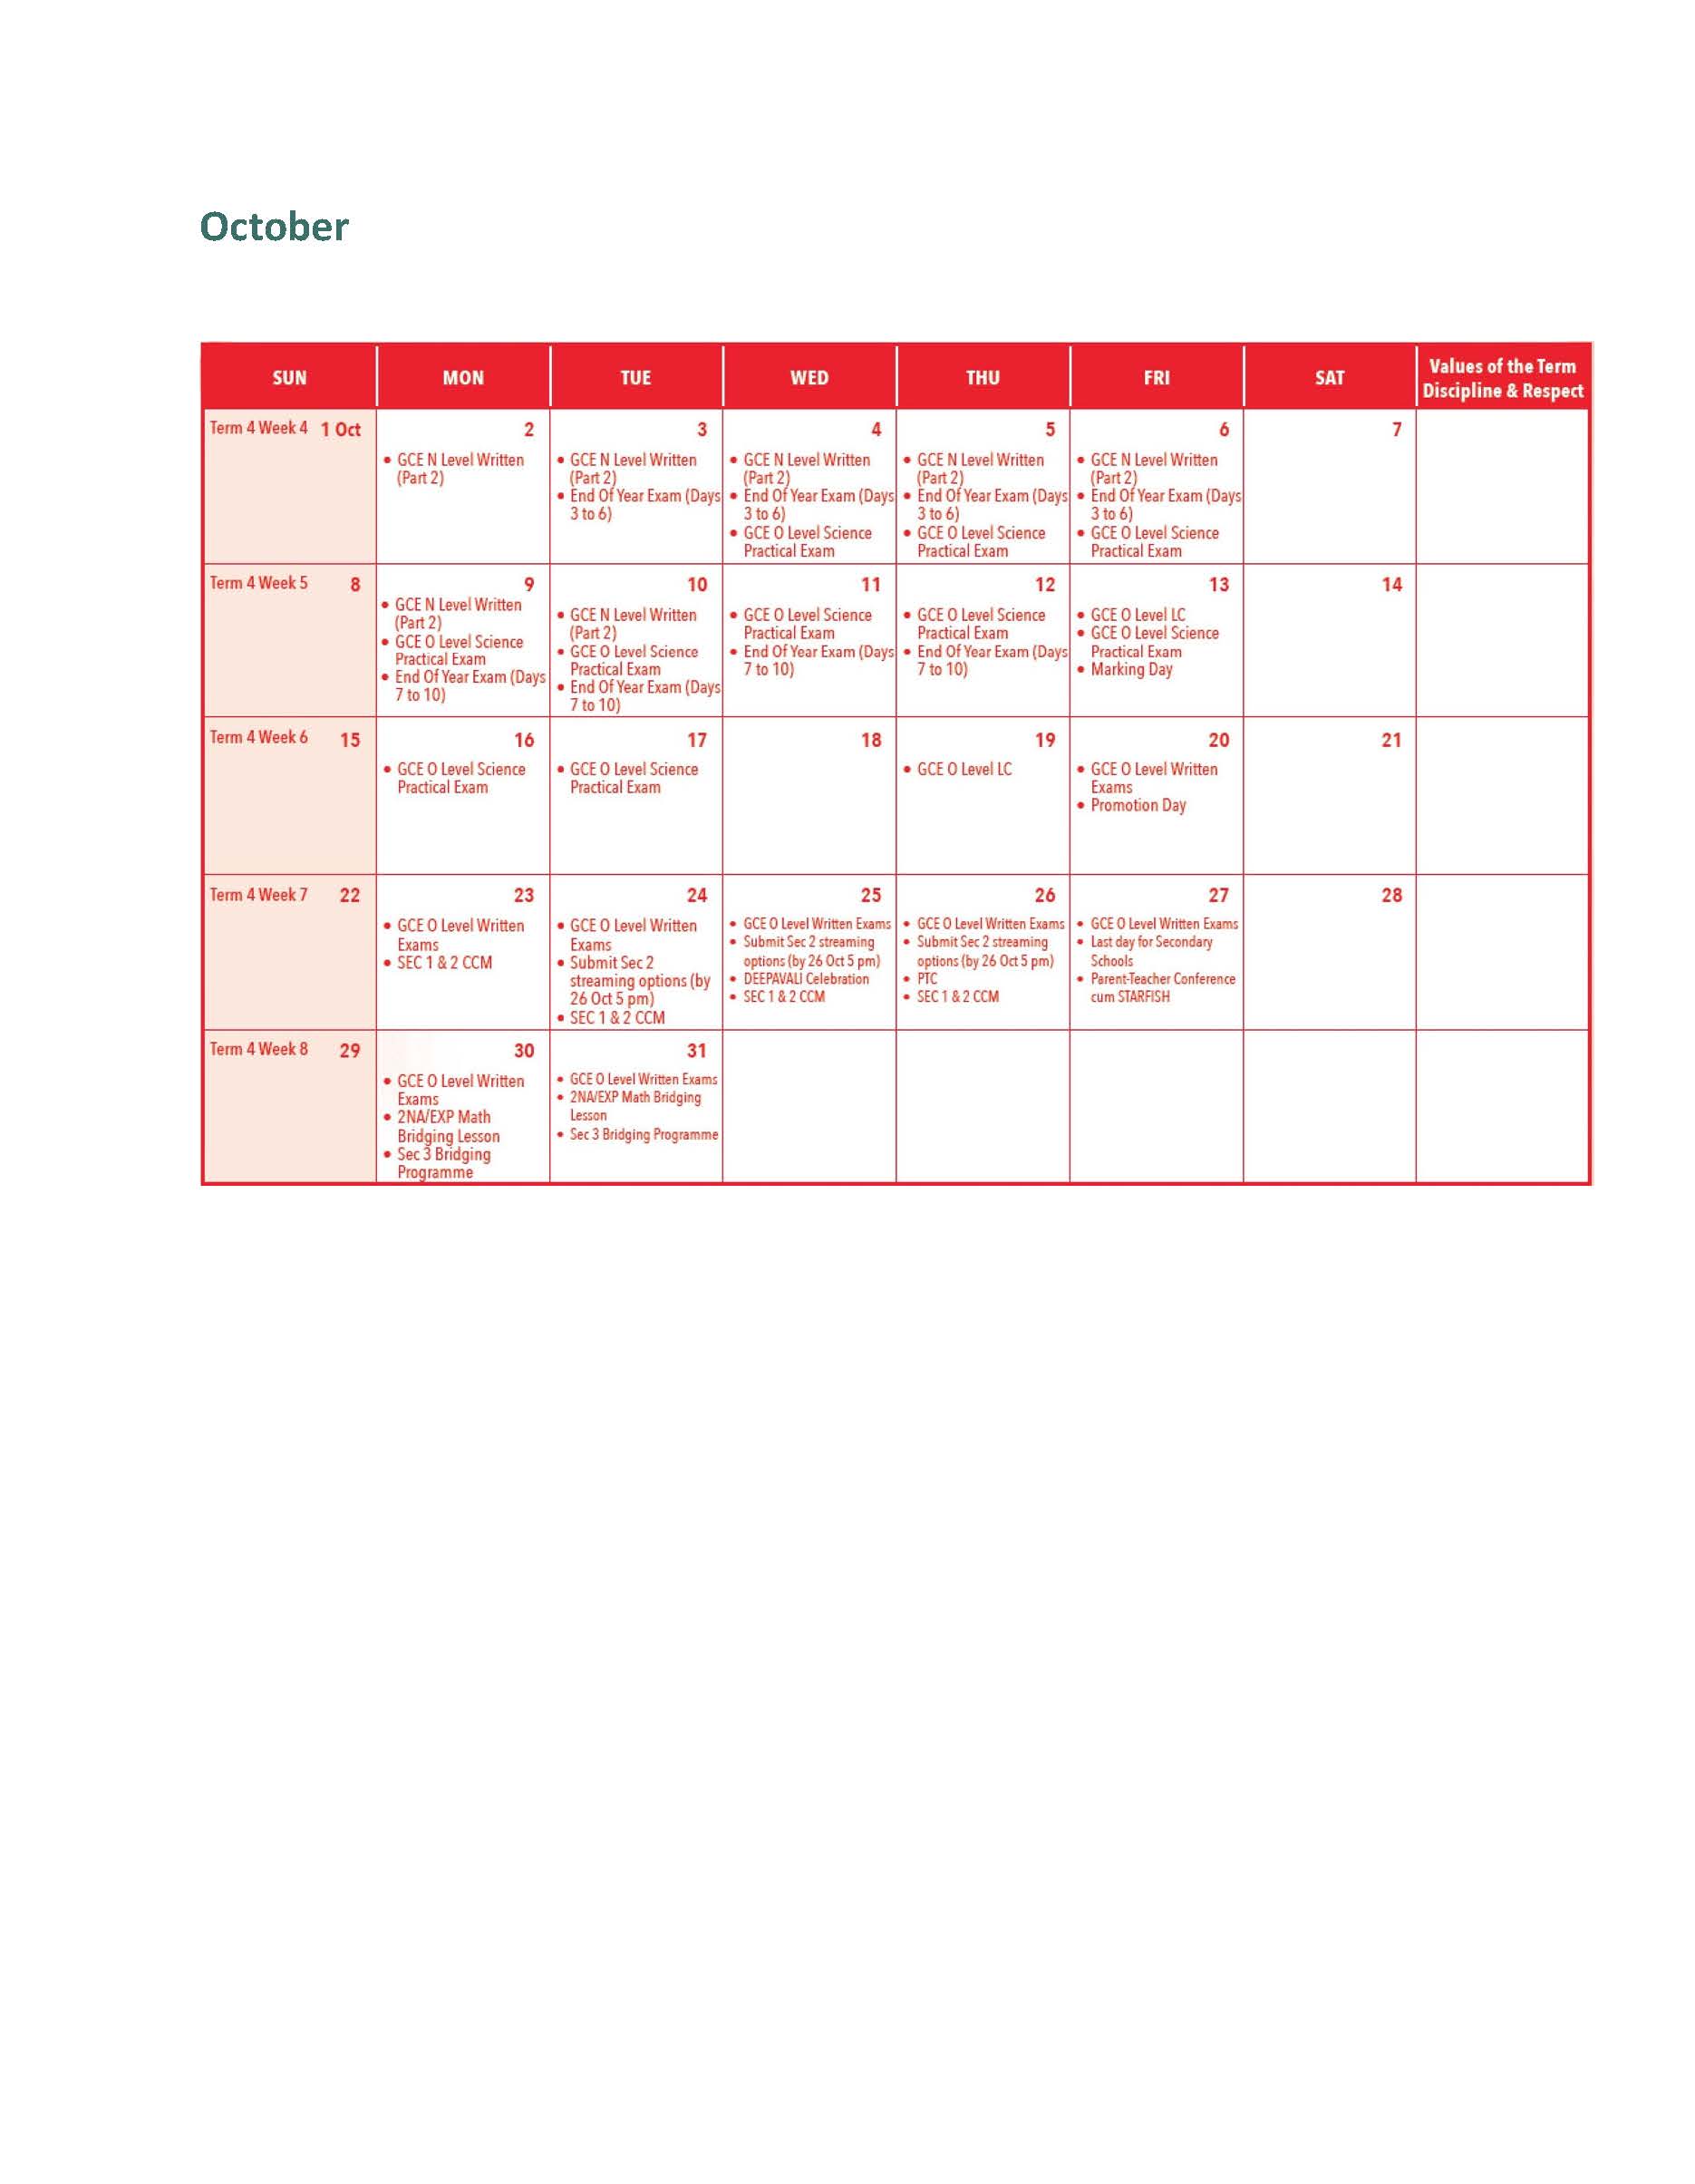 October
SUN
MON
TUE
WED
THU
FRI
SAT
Values of the Term
Discipline & Respect
Term 4 Week 4 1 Oct
2
• GCE N Level Written
(Part 2)
3
• GCE N Level Written
(Part 2)
• End Of Year Exam (Days
3 to 6)
4
• GCE N Level Written
(Part 2)
• End Of Year Exam (Days
3 to 6)
• GCE O Level Science
Practical Exam
5
• GCE N Level Written
(Part 2)
• End Of Year Exam (Days
3 to 6)
• GCE O Level Science
Practical Exam
6
• GCE N Level Written
(Part 2)
• End Of Year Exam (Days
3 to 6)
• GCE O Level Science
Practical Exam
7
Term 4 Week 5 8
9
• GCE N Level Written
(Part 2)
• GCE O Level Science
Practical Exam
• End Of Year Exam (Days
7 to 10)
10
• GCE N Level Written
(Part 2)
• GCE O Level Science
Practical Exam
• End Of Year Exam (Days
7 to 10)
11
• GCE O Level Science
Practical Exam
• End Of Year Exam (Days
7 to 10)
12
• GCE O Level Science
Practical Exam
• End Of Year Exam (Days
7 to 10)
13
• GCE O Level LC
• GCE O Level Science
Practical Exam
• Marking Day
14
Term 4 Week 6 15
16
• GCE O Level Science
Practical Exam
17
• GCE O Level Science
Practical Exam
18
19
• GCE O Level LC
20
• GCE O Level Written
Exams
• Promotion Day
21
Term 4 Week 7 22
23
• GCE O Level Written
Exams
• SEC 1 & 2 CCM
24
• GCE O Level Written
Exams
• Submit Sec 2
streaming options (by
26 Oct 5 pm)
• SEC 1 & 2 CCM
25
• GCE O Level Written Exams
• Submit Sec 2 streaming
options (by 26 Oct 5 pm)
• DEEPAVALI Celebration
• SEC 1 & 2 CCM
26
• GCE O Level Written Exams
• Submit Sec 2 streaming
options (by 26 Oct 5 pm)
• PTC
• SEC 1 & 2 CCM
27
• GCE O Level Written Exams
• Last day for Secondary
Schools
• Parent-Teacher Conference
cum STARFISH
28
Term 4 Week 8 29
30
• GCE O Level Written
Exams
• 2NA/EXP Math
Bridging Lesson
• Sec 3 Bridging
Programme
31
• GCE O Level Written Exams
• 2NA/EXP Math Bridging
Lesson
• Sec 3 Bridging Programme